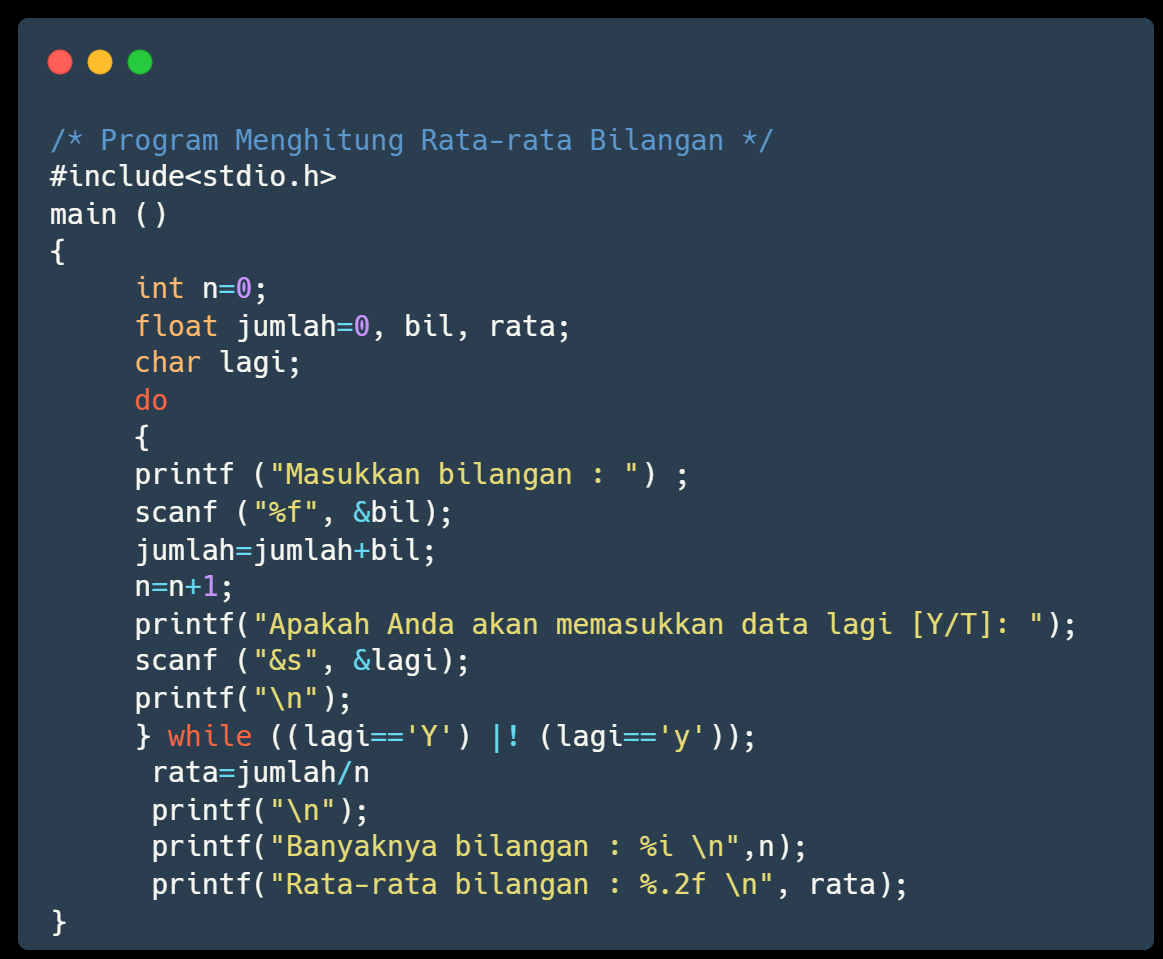 /* Program Menghitung Rata-rata Bilangan */
#include<stdio.h>
main ()
{
int n=0;
float jumlah=0, bil, rata;
char lagi;
do
{
printf ("Masukkan bilangan : ") ;
scanf ("%f", &bil);
jumlah=jumlah+bil;
n=n+1;
printf("Apakah Anda akan memasukkan data lagi [Y/T]: ");
scanf ("&s", &lagi);
printf("\n");
} while ((lagi=='Y') |! (lagi=='y'));
rata=jumlah/n
printf("\n");
printf("Banyaknya bilangan : %i \n",n);
printf("Rata-rata bilangan : %.2f \n", rata);
}